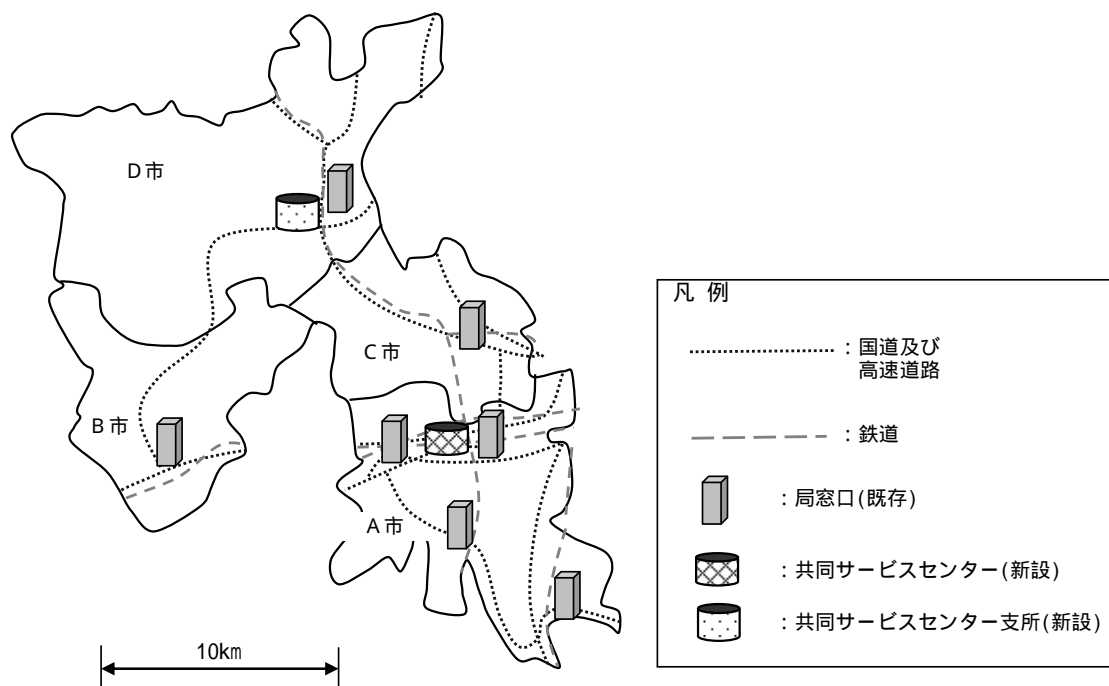 D市
C市
B市
A市
10km
凡 例
：国道及び
高速道路
：鉄道
：局窓口(既存)
：共同サービスセンター(新設)
：共同サービスセンター支所(新設)